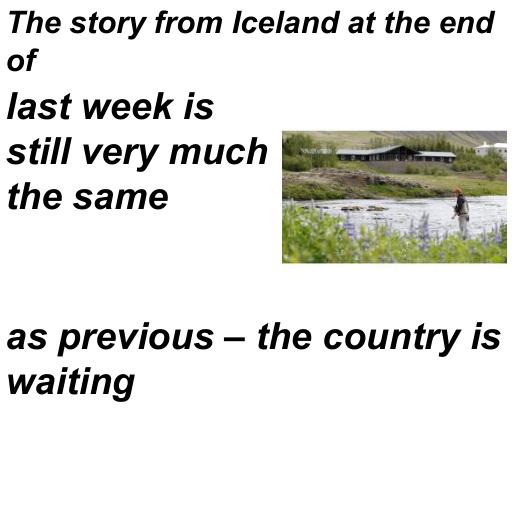 The story from Iceland at the end
of
last week is
still very much
the same
as previous – the country is
waiting